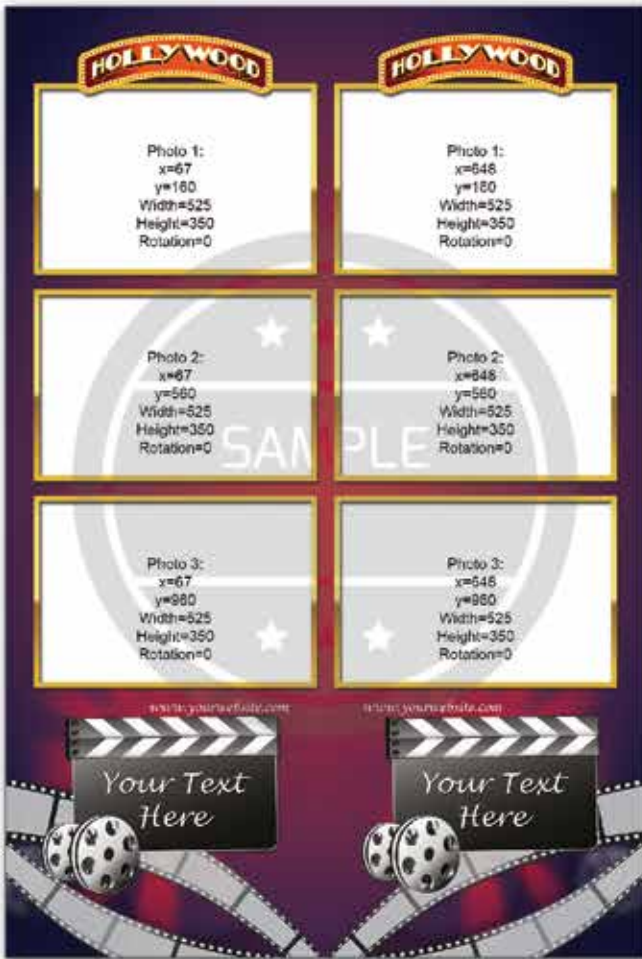 HOLLYWOOD
HOLLYWOOD
Photo 1:
x=67
y=180
Width=525
Height=350
Rotation=0
Photo 1:
x=648
y=180
Width=525
Height=350
Rotation=0
Photo 2:
x=67
y=560
Width=525
Height=350
Rotation=0
Photo 2:
x=648
y=560
Width=525
Height=350
Rotation=0
SAMPLE
Photo 3:
x=67
y=960
Width=525
Height=350
Rotation=0
Photo 3:
x=648
y=960
Width=525
Height=350
Rotation=0
www.yourwebsite.com
www.yourwebsite.com
Your Text
Here
Your Text
Here